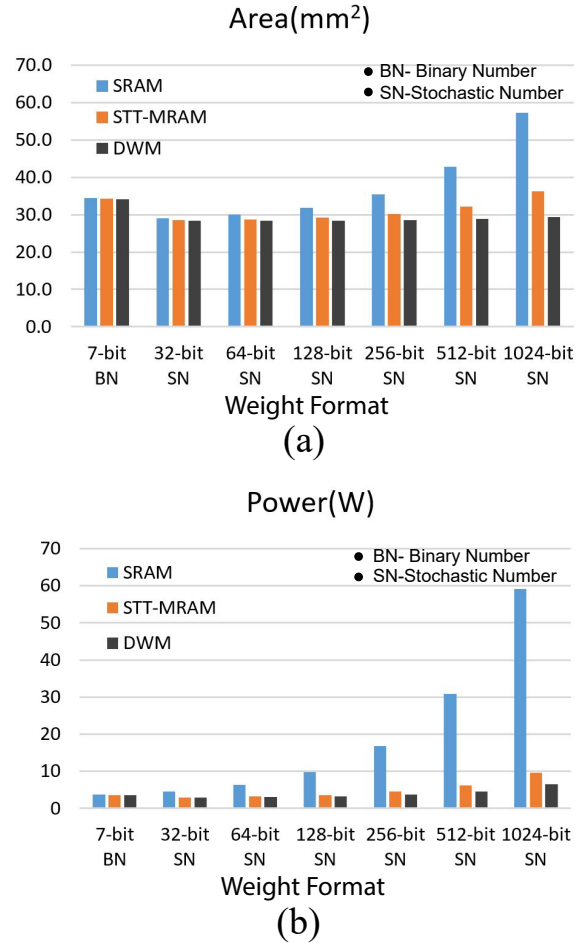 Area(mm²)
70.0
60.0
50.0
40.0
30.0
20.0
10.0
0.0
SRAM
STT-MRAM
DWM
● BN- Binary Number
● SN-Stochastic Number
7-bit 32-bit 64-bit 128-bit 256-bit 512-bit 1024-bit
BN SN SN SN SN SN SN
Weight Format
(a)
Power(W)
70
60
50
40
30
20
10
0
SRAM
STT-MRAM
DWM
● BN- Binary Number
● SN-Stochastic Number
7-bit 32-bit 64-bit 128-bit 256-bit 512-bit 1024-bit
BN SN SN SN SN SN SN
Weight Format
(b)